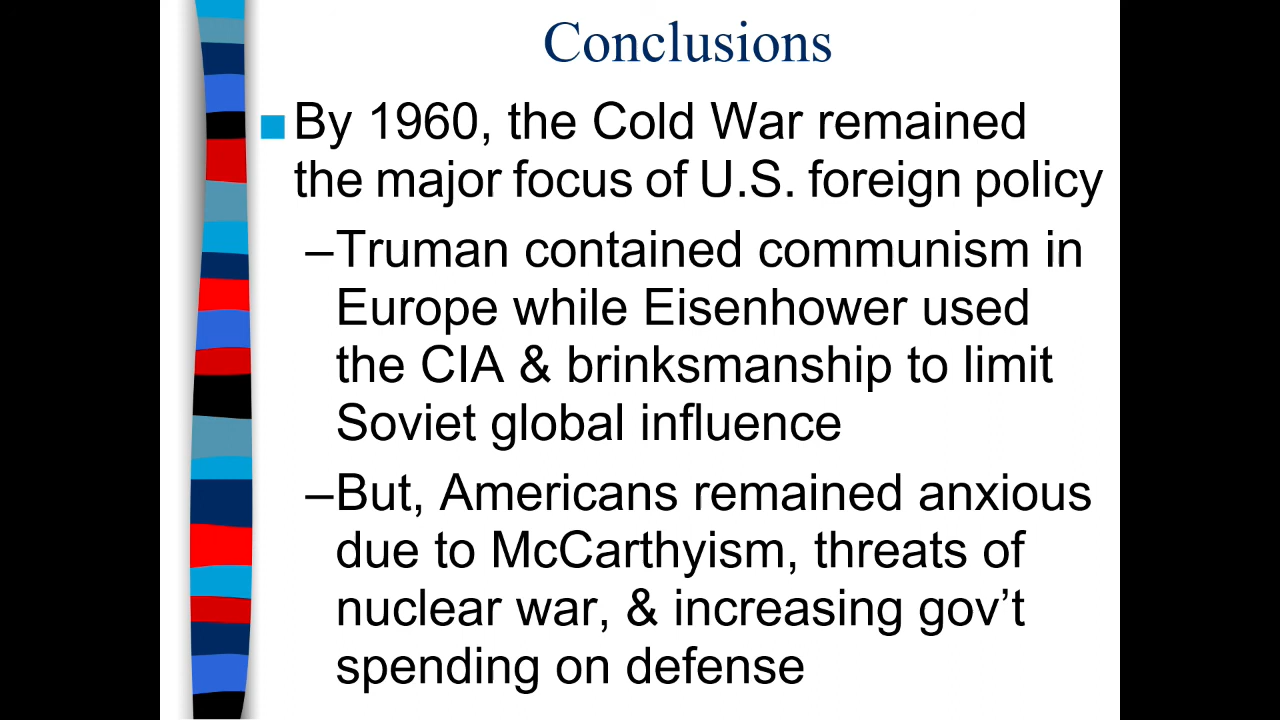 Conclusions
■By 1960, the Cold War remained
the major focus of U.S. foreign policy
–Truman contained communism in
Europe while Eisenhower used
the CIA & brinksmanship to limit
Soviet global influence
–But, Americans remained anxious
due to McCarthyism, threats of
nuclear war, & increasing gov’t
spending on defense